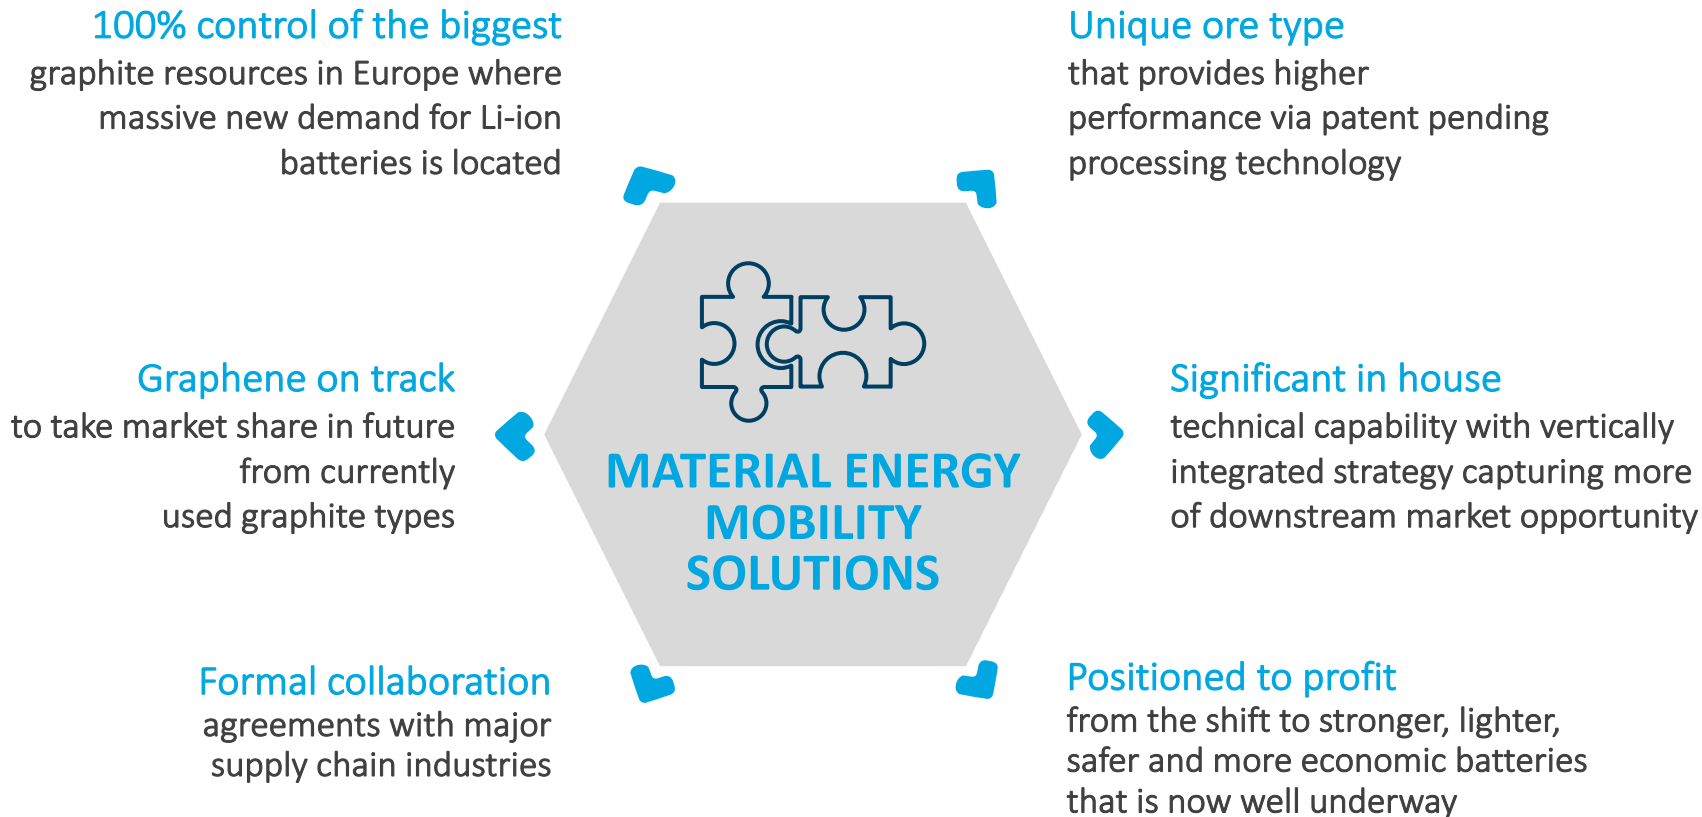 100% control of the biggest
graphite resources in Europe where
massive new demand for Li-ion
batteries is located
Unique ore type
that provides higher
performance via patent pending
processing technology
Graphene on track
to take market share in future
from currently
used graphite types
MATERIAL ENERGY
MOBILITY
SOLUTIONS
Significant in house
technical capability with vertically
integrated strategy capturing more
of downstream market opportunity
Formal collaboration
agreements with major
supply chain industries
Positioned to profit
from the shift to stronger, lighter,
safer and more economic batteries
that is now well underway